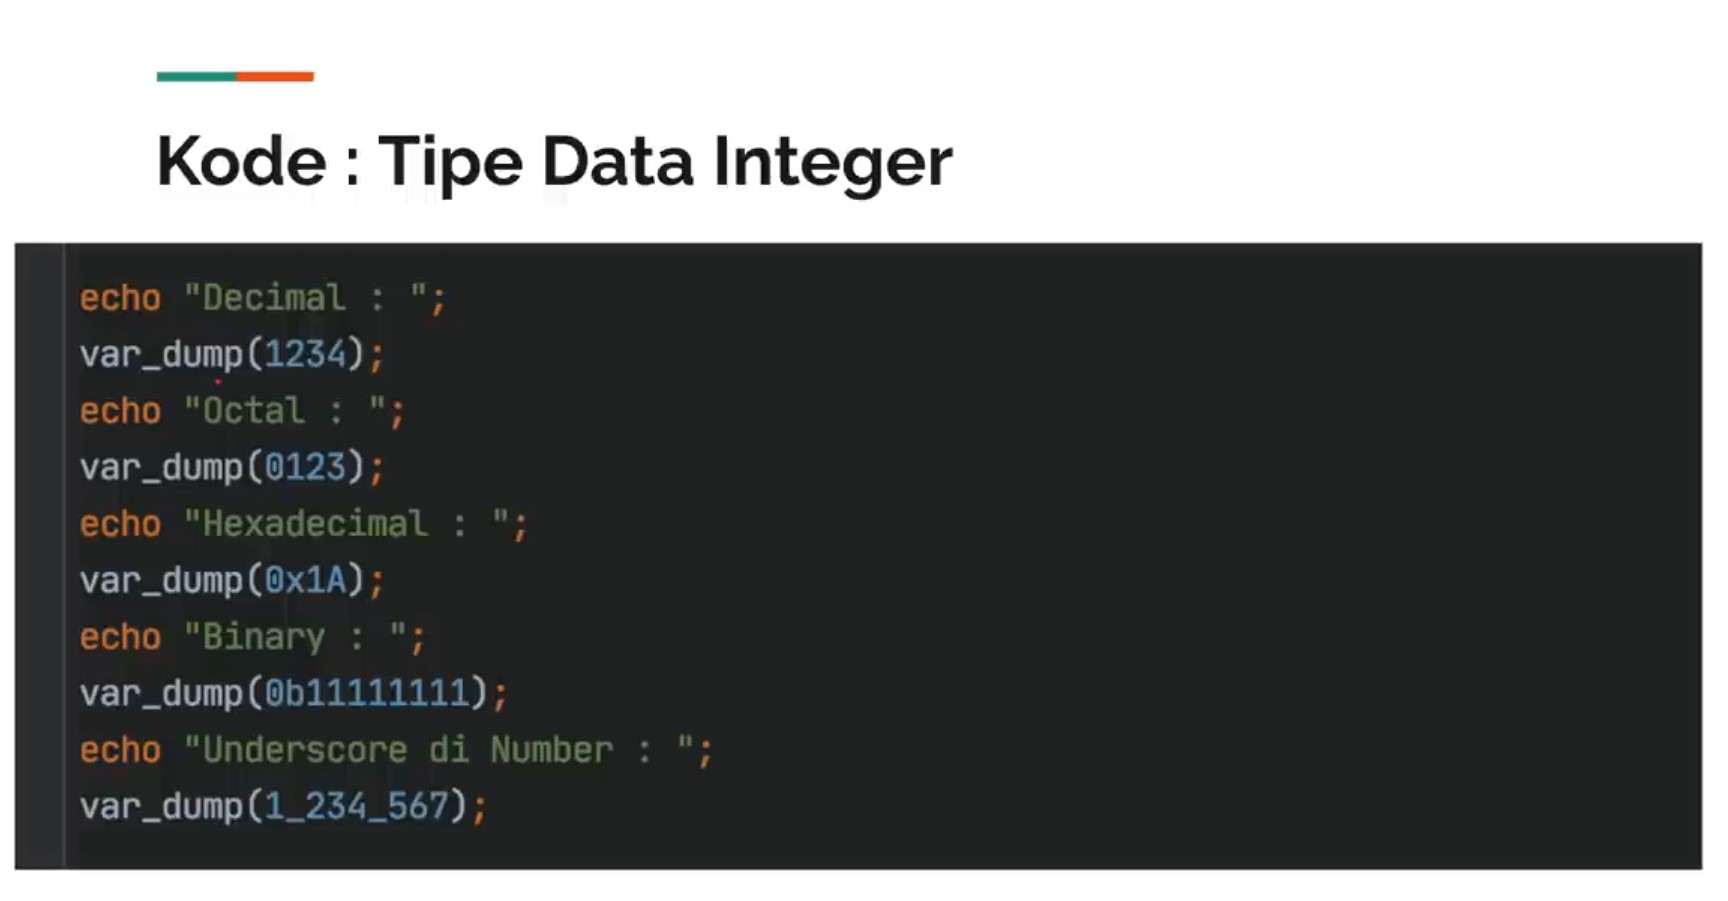 Kode : Tipe Data Integer
echo "Decimal : ";
var_dump(1234);
echo "Octal : ";
var_dump(0123);
echo "Hexadecimal : ";
var_dump(0x1A);
echo "Binary : ";
var_dump(0b11111111);
echo "Underscore di Number : ";
var_dump(1_234_567);